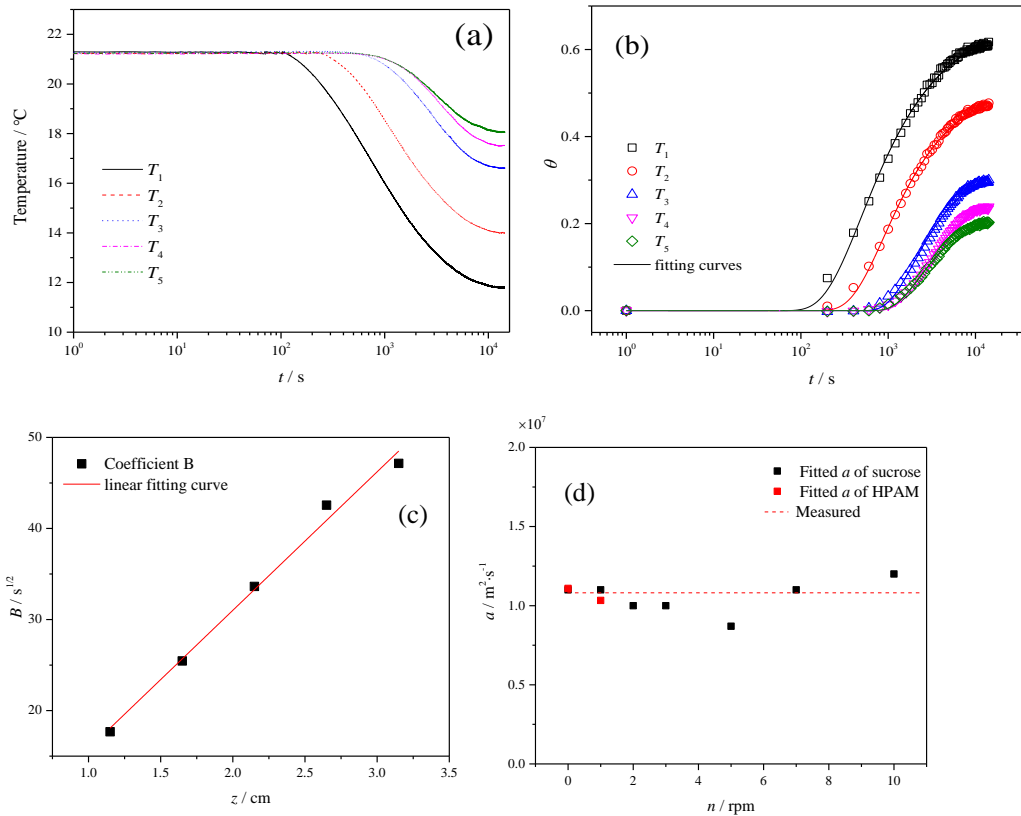 (a)
22
20
18
16
14
12
10
Temperature / °C
T1
T2
T3
T4
T5
10^0
10^1
10^2
10^3
10^4
t / s
(b)
0.6
0.4
0.2
0.0
θ
T1
T2
T3
T4
T5
fitting curves
10^0
10^1
10^2
10^3
10^4
t / s
(c)
50
40
30
20
B / s^1/2
Coefficient B
linear fitting curve
1.0
1.5
2.0
2.5
3.0
3.5
z / cm
×10^7
(d)
2.0
1.5
1.0
0.5
0.0
a / m^2·s^-1
Fitted a of sucrose
Fitted a of HPAM
Measured
0
2
4
6
8
10
n / rpm